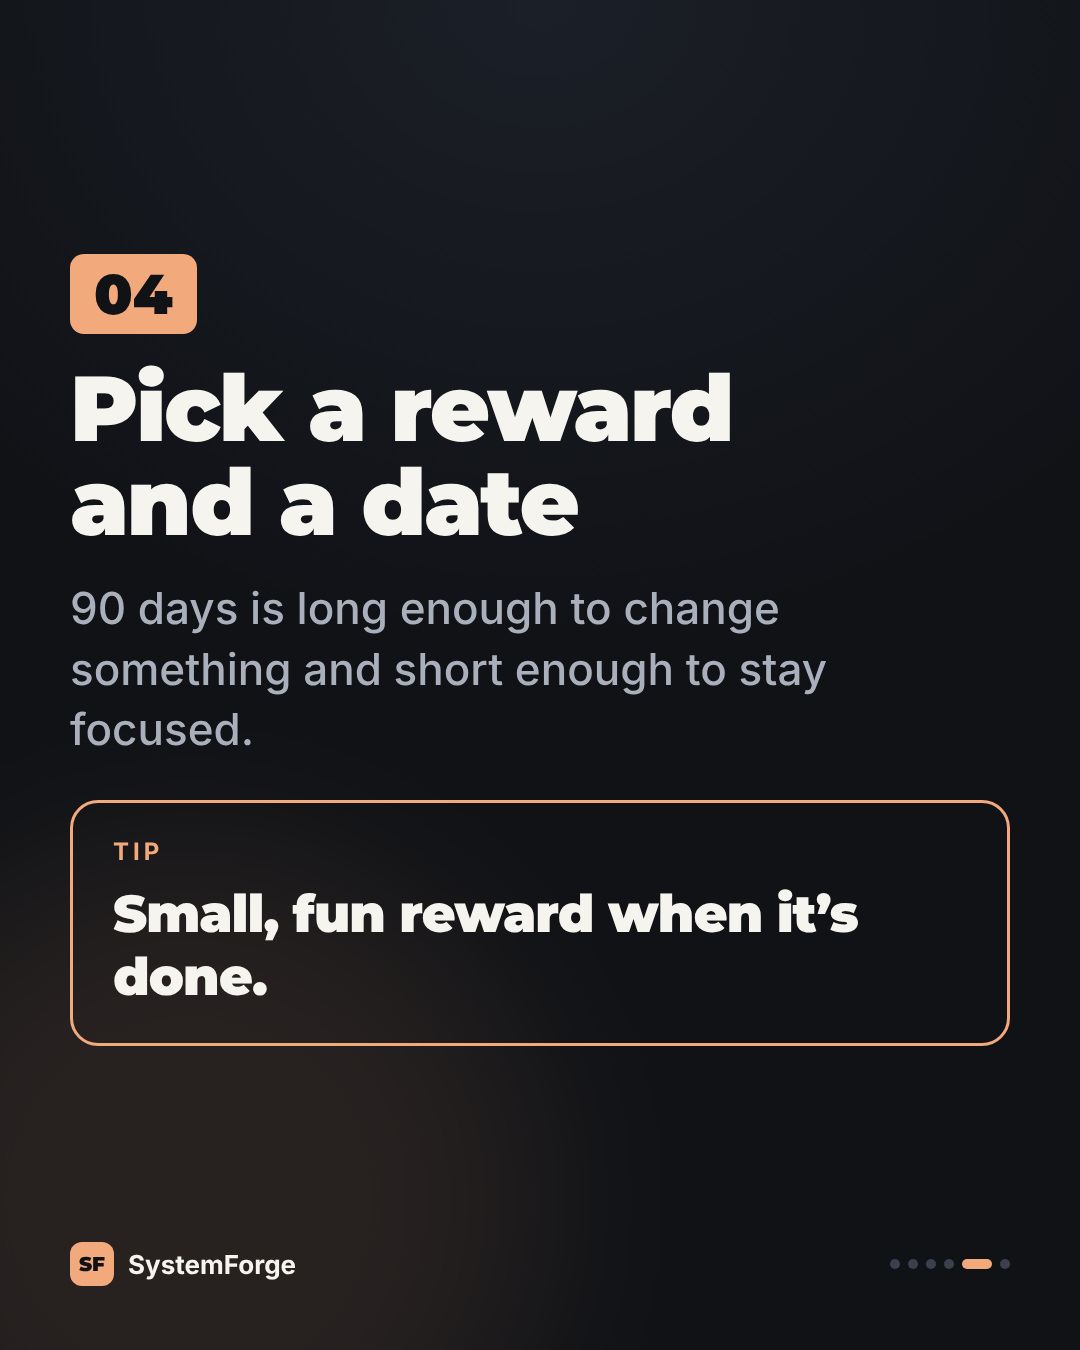 04
Pick a reward
and a date
90 days is long enough to change
something and short enough to stay
focused.
TIP
Small, fun reward when it’s
done.
SF SystemForge